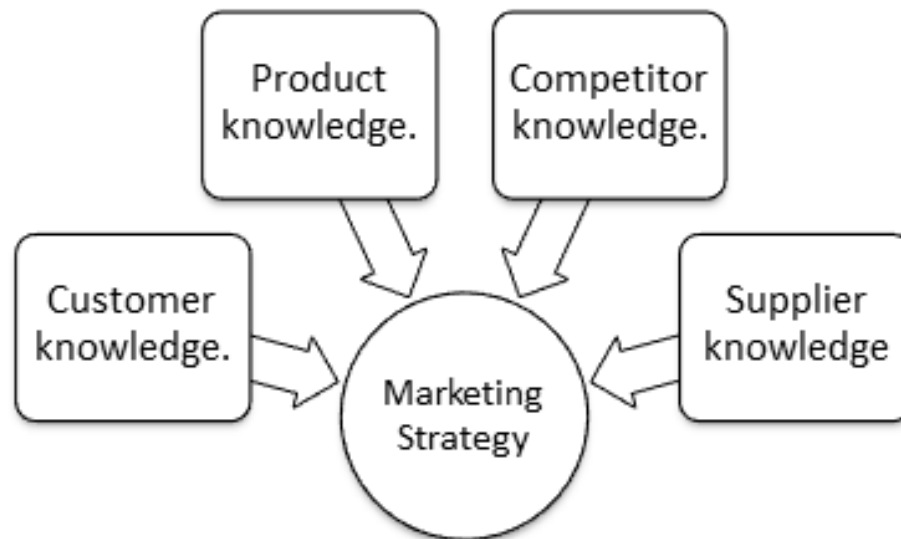 Product
knowledge.
Competitor
knowledge.
Customer
knowledge.
Supplier
knowledge
Marketing
Strategy